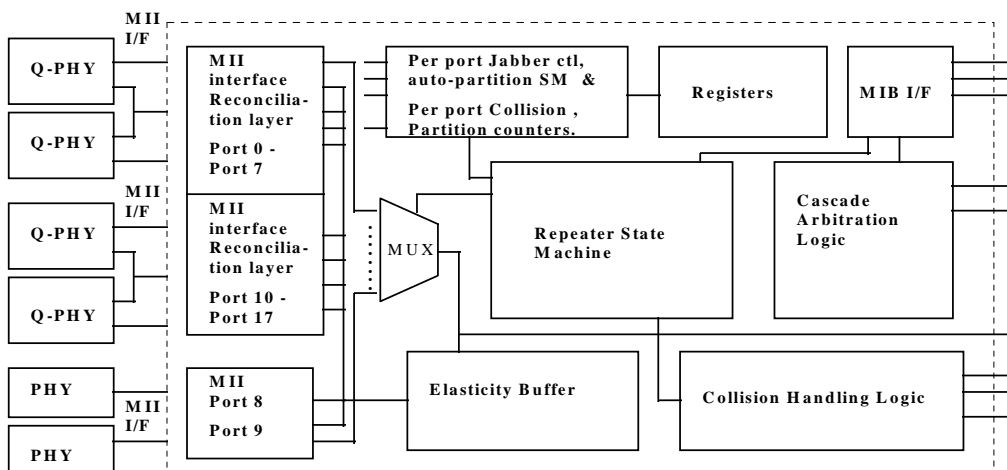 MII
I/F
Q-PHY
Q-PHY
MII
I/F
Q-PHY
Q-PHY
PHY
MII
I/F
PHY
MII
interface
Reconcilia-
tion layer
Port 0 -
Port 7
MII
interface
Reconcilia-
tion layer
Port 10 -
Port 17
MII
Port 8
Port 9
MUX
Per port Jabber ctl,
auto-partition SM &
Per port Collision ,
Partition counters.
Registers
MIB I/F
Repeater State
Machine
Cascade
Arbitration
Logic
Elasticity Buffer
Collision Handling Logic